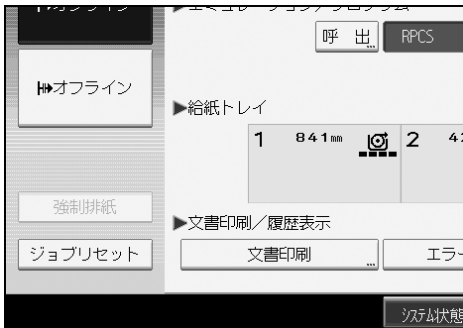 ▶エミュレーション/プログラム
呼 出
RPCS
オフライン
▶給紙トレイ
1 841mm
2
強制排紙
▶文書印刷／履歴表示
ジョブリセット
文書印刷
エラー
システム状態